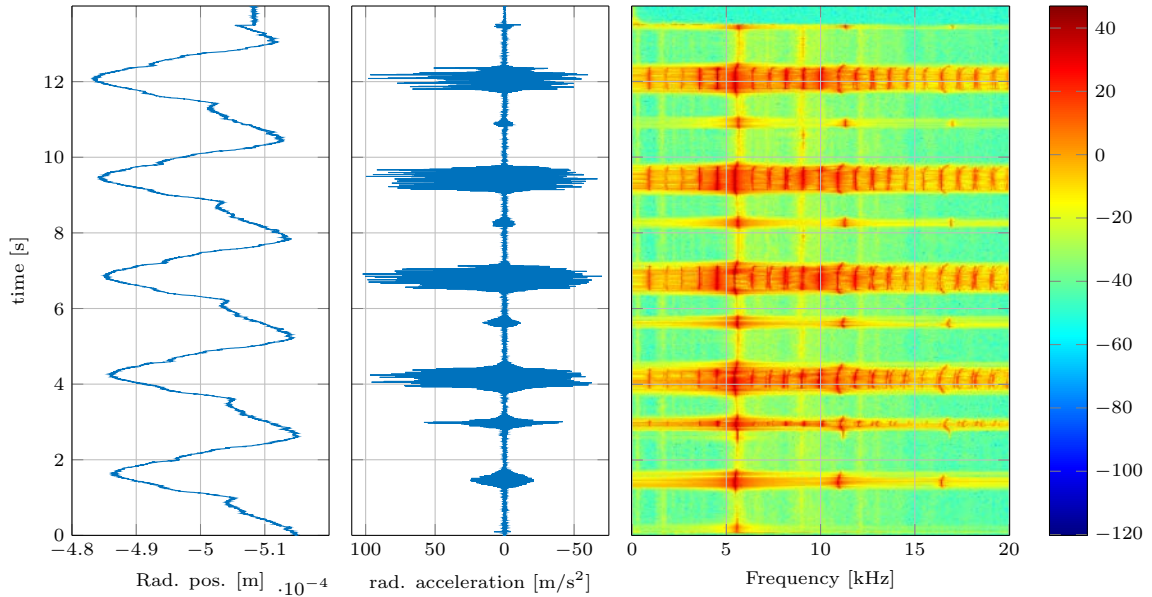 40
20
0
−20
−40
−60
−80
−100
−120
12
10
8
6
4
2
0
time [s]
−4.8 −4.9 −5 −5.1
Rad. pos. [m] ·10⁻⁴
100 50 0 −50
rad. acceleration [m/s²]
0 5 10 15 20
Frequency [kHz]